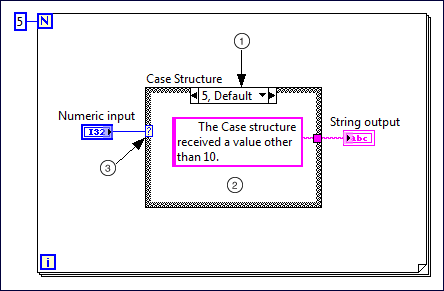 5
N
1
Case Structure
5, Default
Numeric input
I32
?
The Case structure
received a value other
than 10.
String output
abc
3
2
i